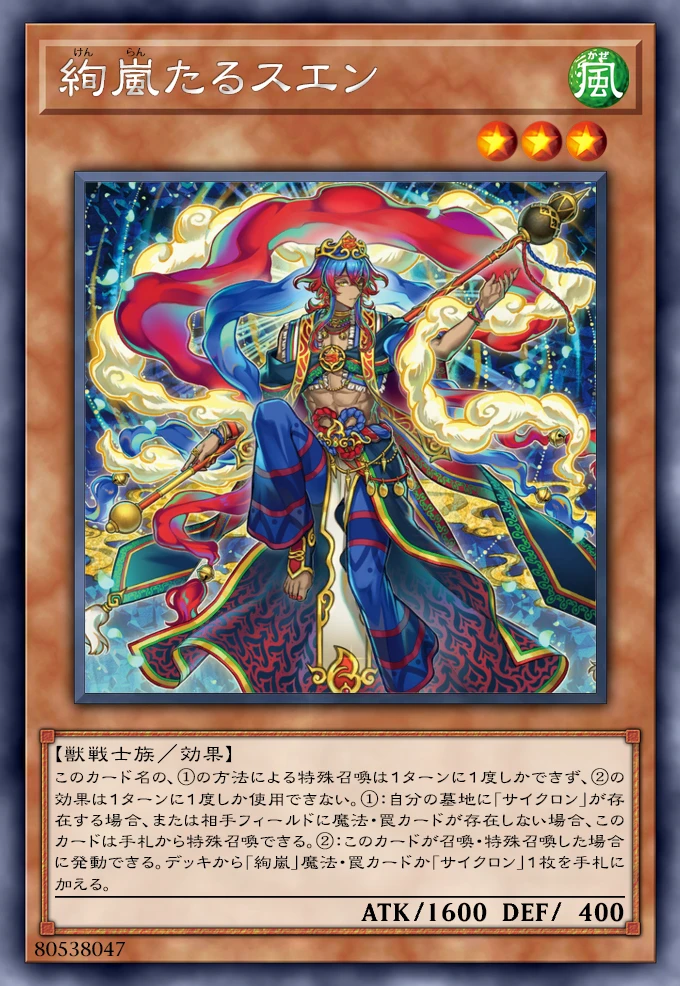 けん らん
絢嵐たるスエン
かぜ
風
【獣戦士族／効果】
このカード名の、①の方法による特殊召喚は１ターンに１度しかできず、②の
効果は１ターンに１度しか使用できない。①：自分の墓地に「サイクロン」が存
在する場合、または相手フィールドに魔法・罠カードが存在しない場合、この
カードは手札から特殊召喚できる。②：このカードが召喚・特殊召喚した場合
に発動できる。デッキから「絢嵐」魔法・罠カードか「サイクロン」１枚を手札に
加える。
ATK/1600 DEF/ 400
80538047